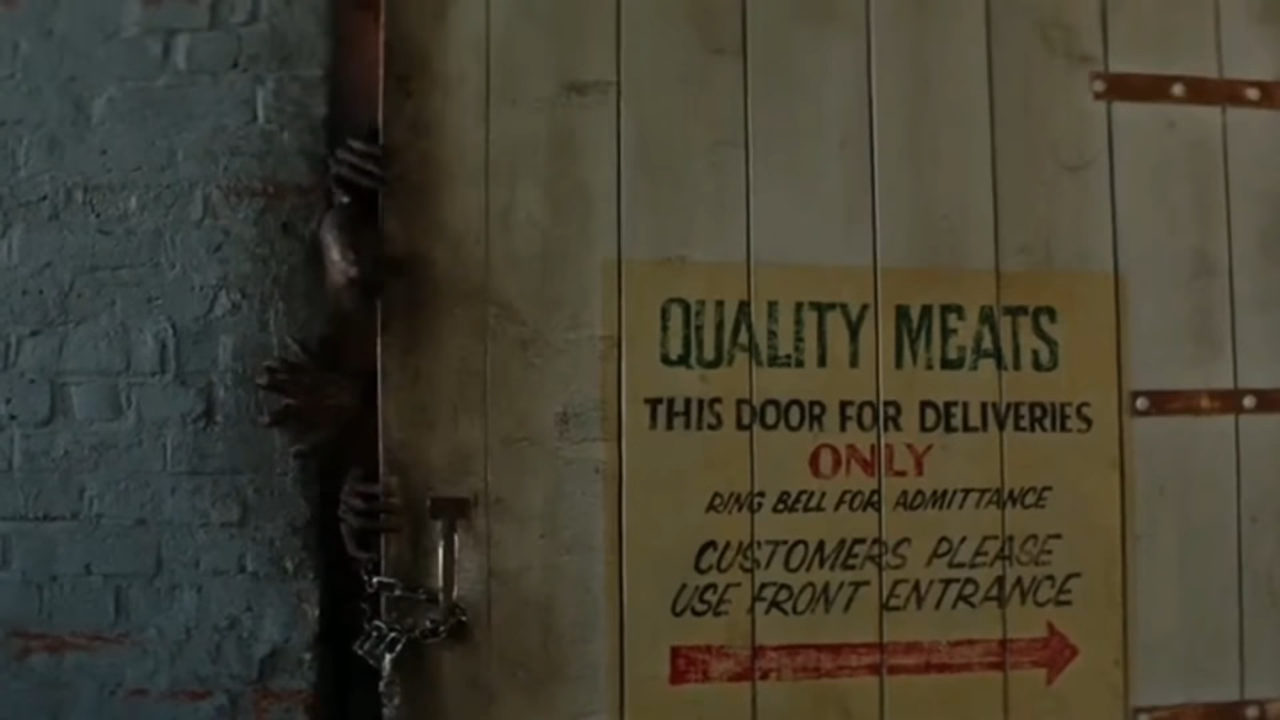 QUALITY MEATS
THIS DOOR FOR DELIVERIES
ONLY
RING BELL FOR ADMITTANCE
CUSTOMERS PLEASE
USE FRONT ENTRANCE